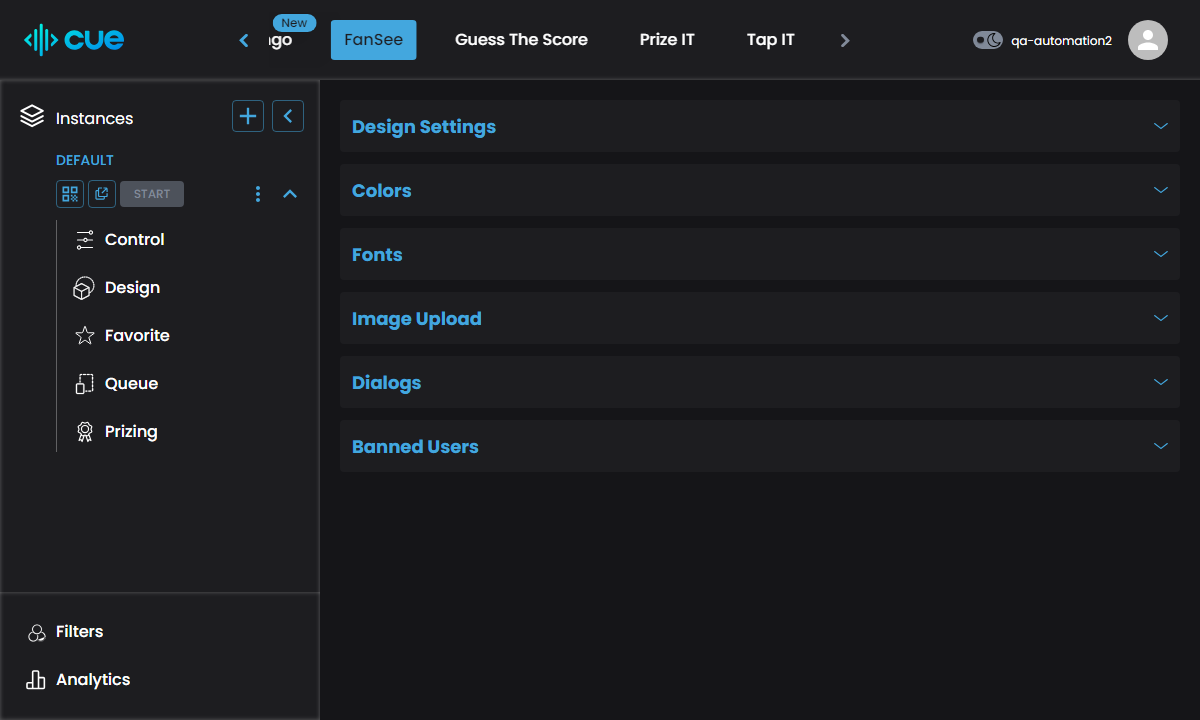 cue
New
FanSee
Guess The Score
Prize IT
Tap IT
qa-automation2
Instances
DEFAULT
START
Control
Design
Favorite
Queue
Prizing
Filters
Analytics
Design Settings
Colors
Fonts
Image Upload
Dialogs
Banned Users